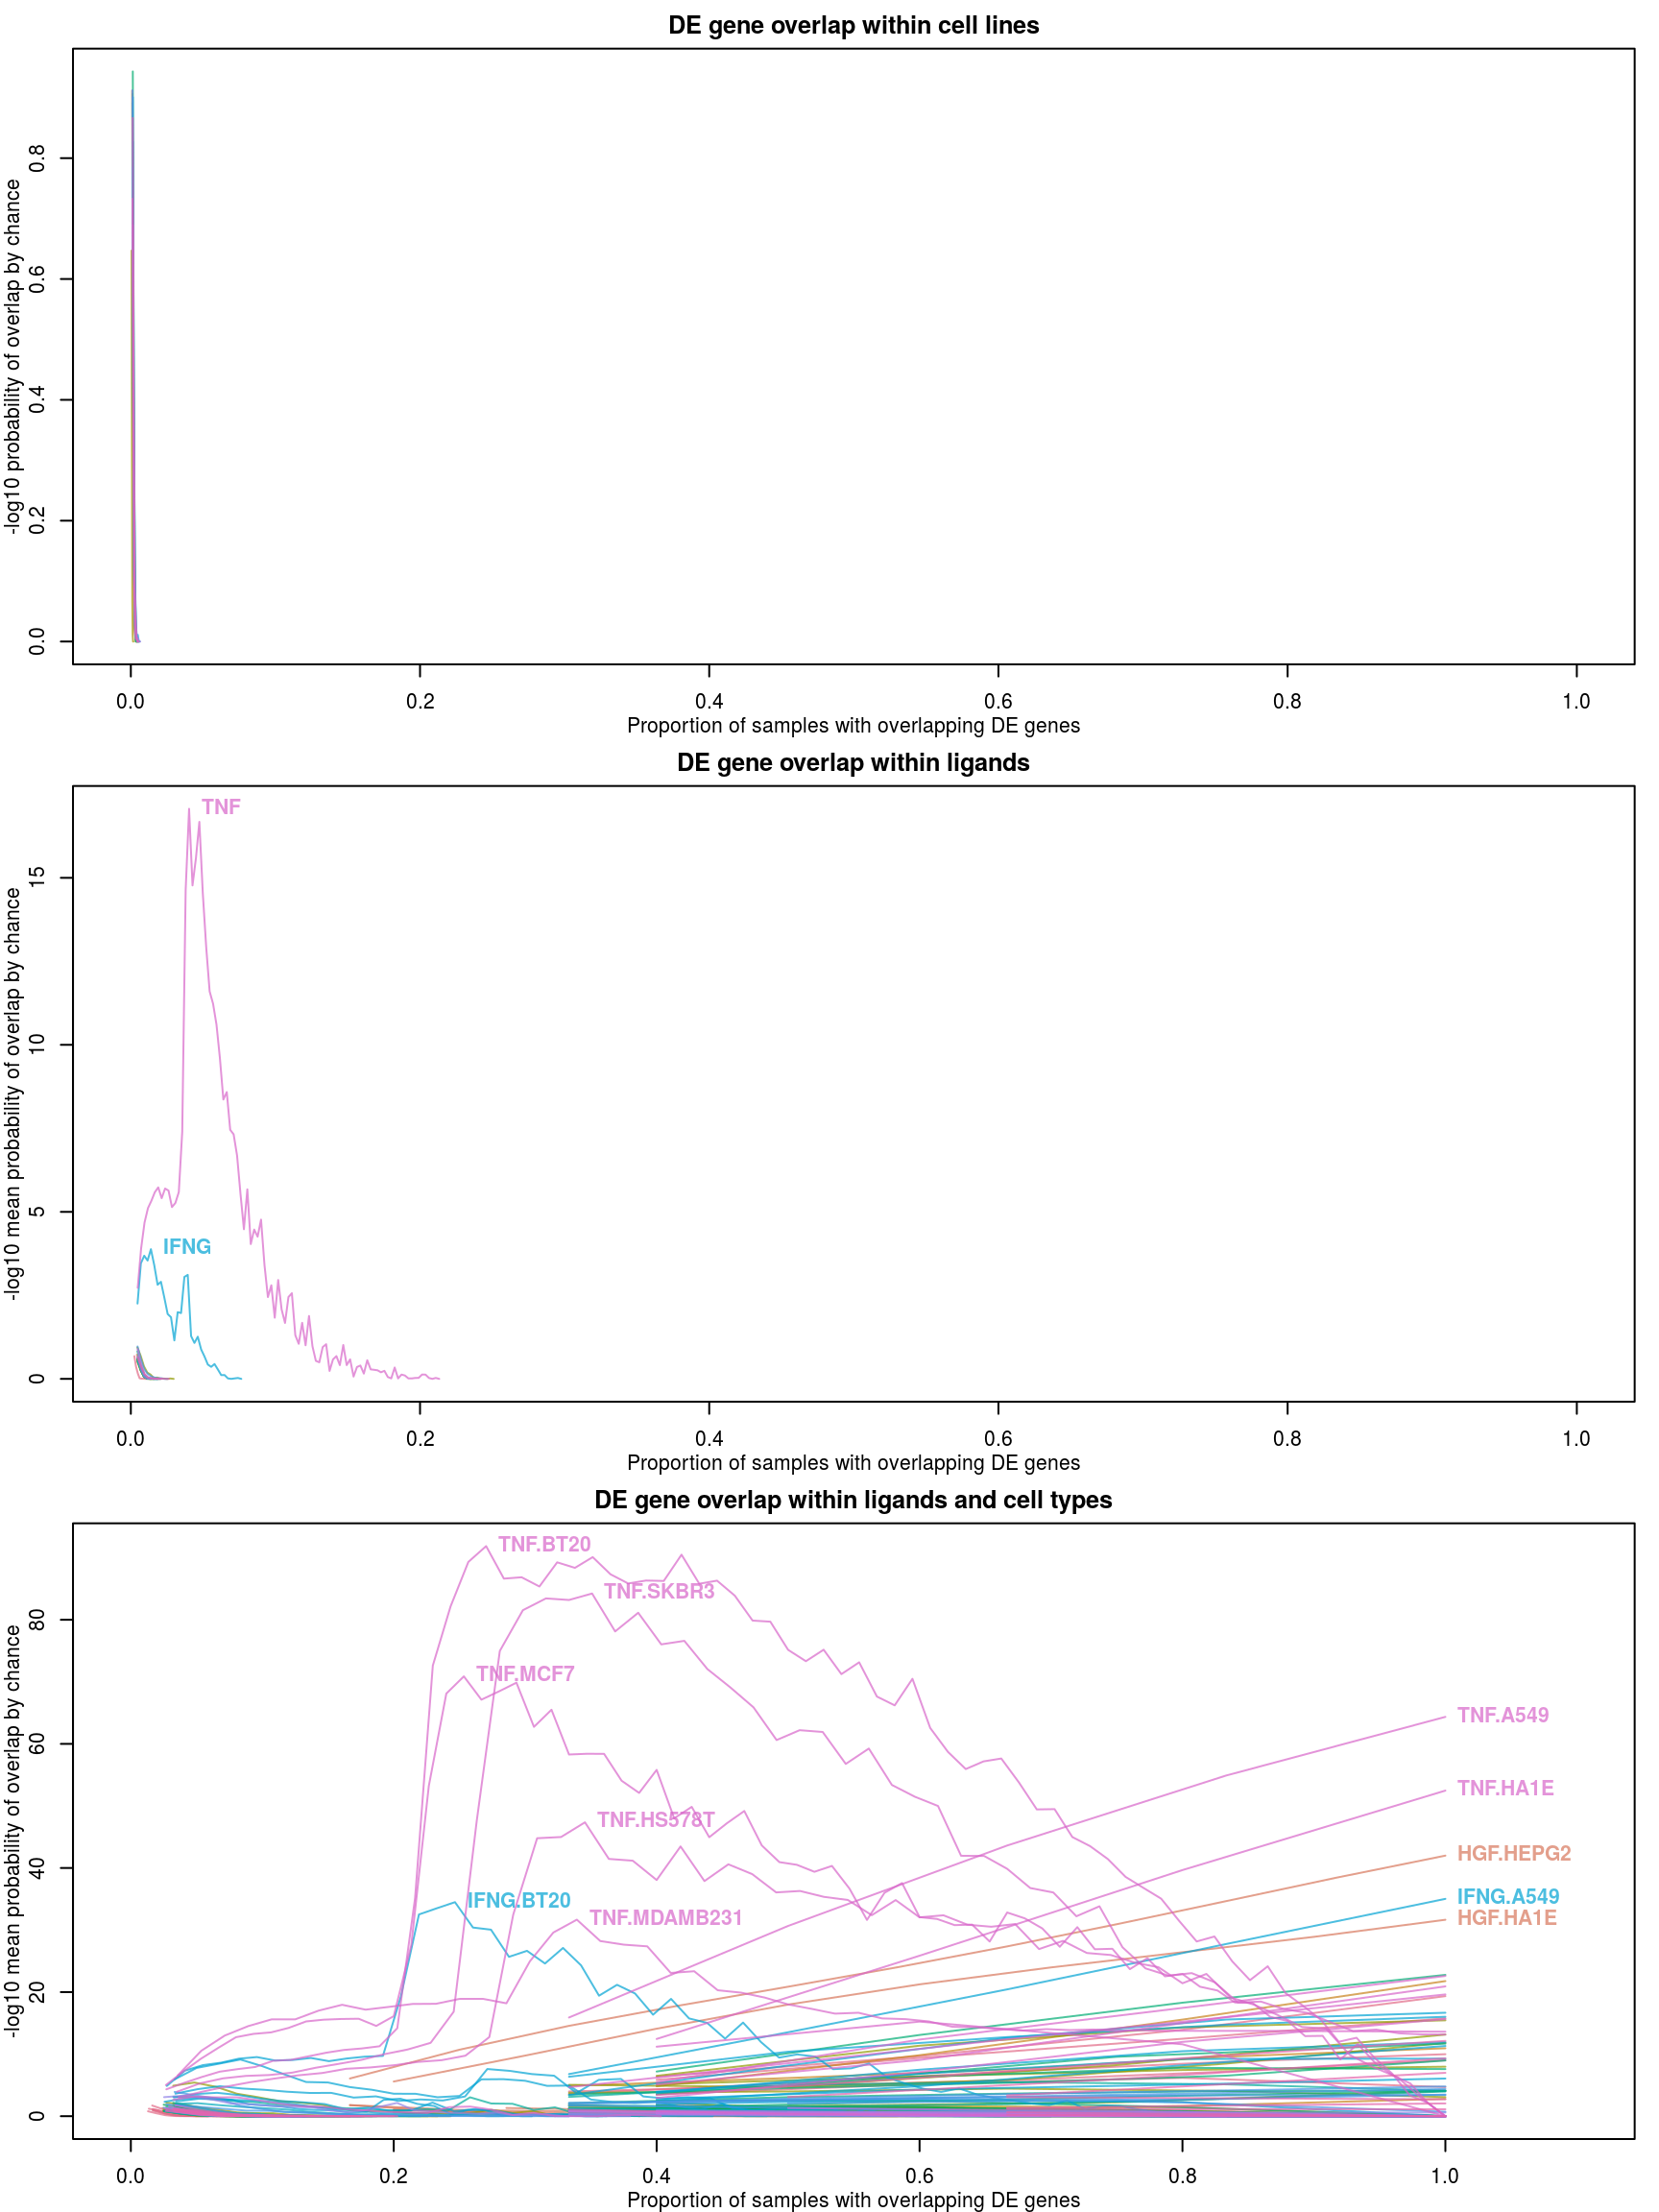 DE gene overlap within cell lines
-log10 probability of overlap by chance
0.8
0.6
0.4
0.2
0.0
0.0 0.2 0.4 0.6 0.8 1.0
Proportion of samples with overlapping DE genes
DE gene overlap within ligands
-log10 mean probability of overlap by chance
TNF
15
10
5
IFNG
0
0.0 0.2 0.4 0.6 0.8 1.0
Proportion of samples with overlapping DE genes
DE gene overlap within ligands and cell types
-log10 mean probability of overlap by chance
TNF.BT20
TNF.SKBR3
80
TNF.MCF7
TNF.A549
60
TNF.HA1E
TNF.HS578T
HGF.HEPG2
40
IFNG.BT20
IFNG.A549
TNF.MDAMB231
HGF.HA1E
20
0
0.0 0.2 0.4 0.6 0.8 1.0
Proportion of samples with overlapping DE genes